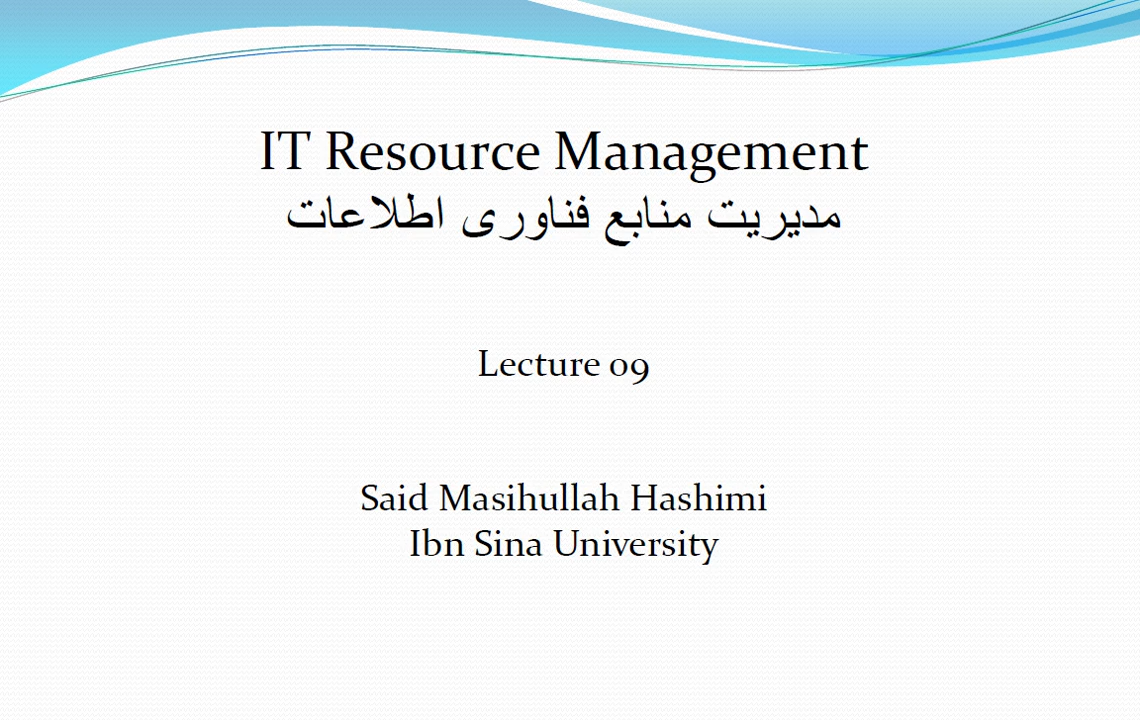 IT Resource Management
مدیریت منابع فناوری اطلاعات
Lecture 09
Said Masihullah Hashimi
Ibn Sina University